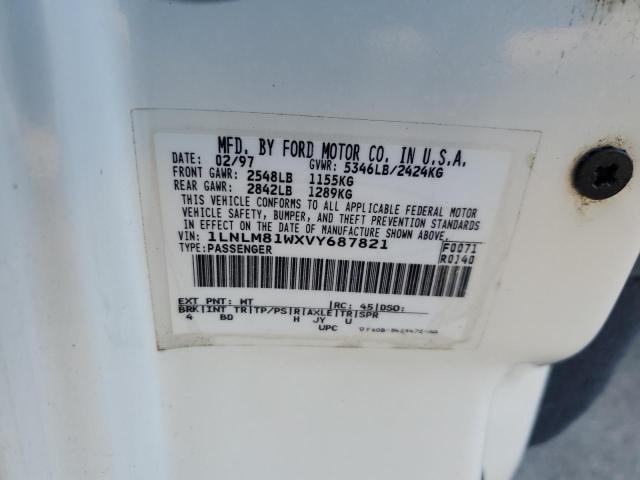 MFD. BY FORD MOTOR CO. IN U.S.A.
DATE: 02/97 GVWR: 5346LB/2424KG
FRONT GAWR: 2548LB 1155KG
REAR GAWR: 2842LB 1289KG
THIS VEHICLE CONFORMS TO ALL APPLICABLE FEDERAL MOTOR
VEHICLE SAFETY, BUMPER, AND THEFT PREVENTION STANDARDS
IN EFFECT ON THE DATE OF MANUFACTURE SHOWN ABOVE.
VIN: 1LNLM81WXVY687821 F0071
TYPE: PASSENGER R0140
EXT PNT: WT RC: 45 DSO:
BRK INT TR TP/PS R AXLE TR SPR
4 BD H JY U
UPC